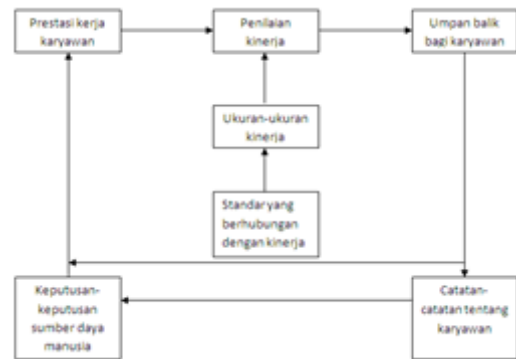 Prestasi kerja
karyawan
Penilaian
kinerja
Umpan balik
bagi karyawan
Ukuran-ukuran
kinerja
Standar yang
berhubungan
dengan kinerja
Keputusan-
keputusan
sumber daya
manusia
Catatan-
catatan tentang
karyawan